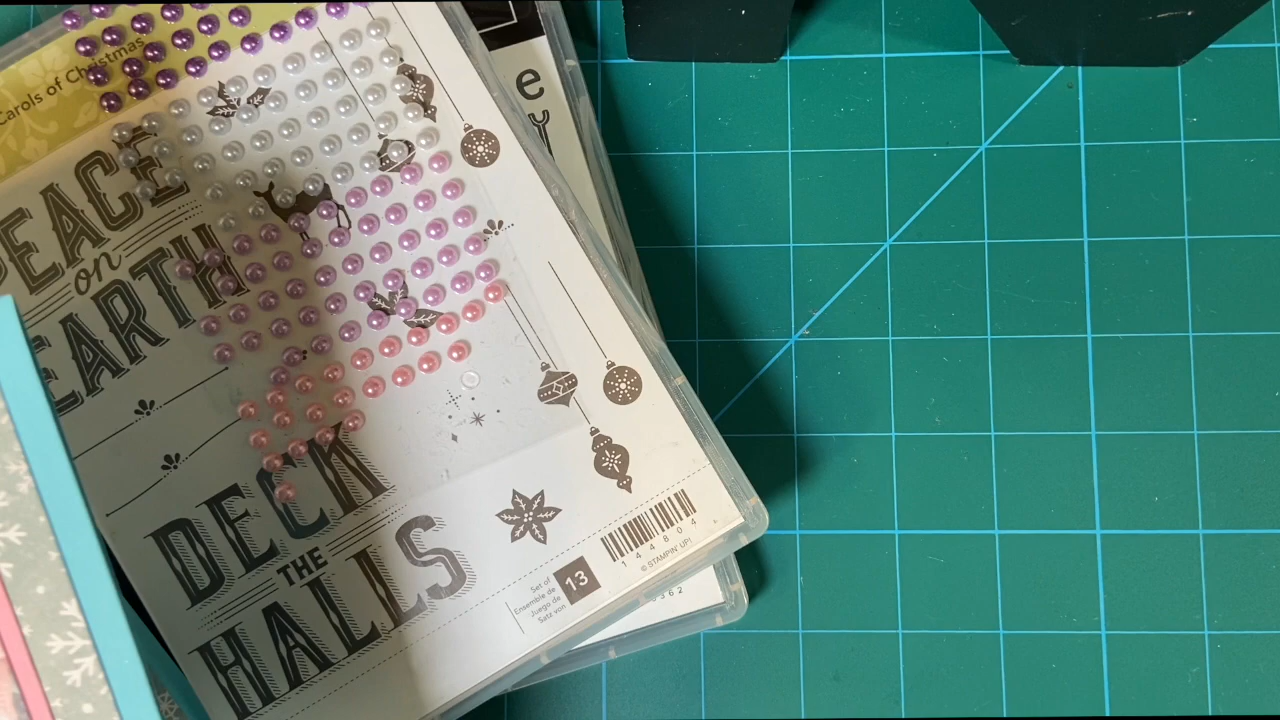 Carols of Christmas
PEACE
on
EARTH
DECK
THE
HALLS
Set of
Ensemble de
Juego de
Satz von
13
144804
© STAMPIN' UP!
e
y